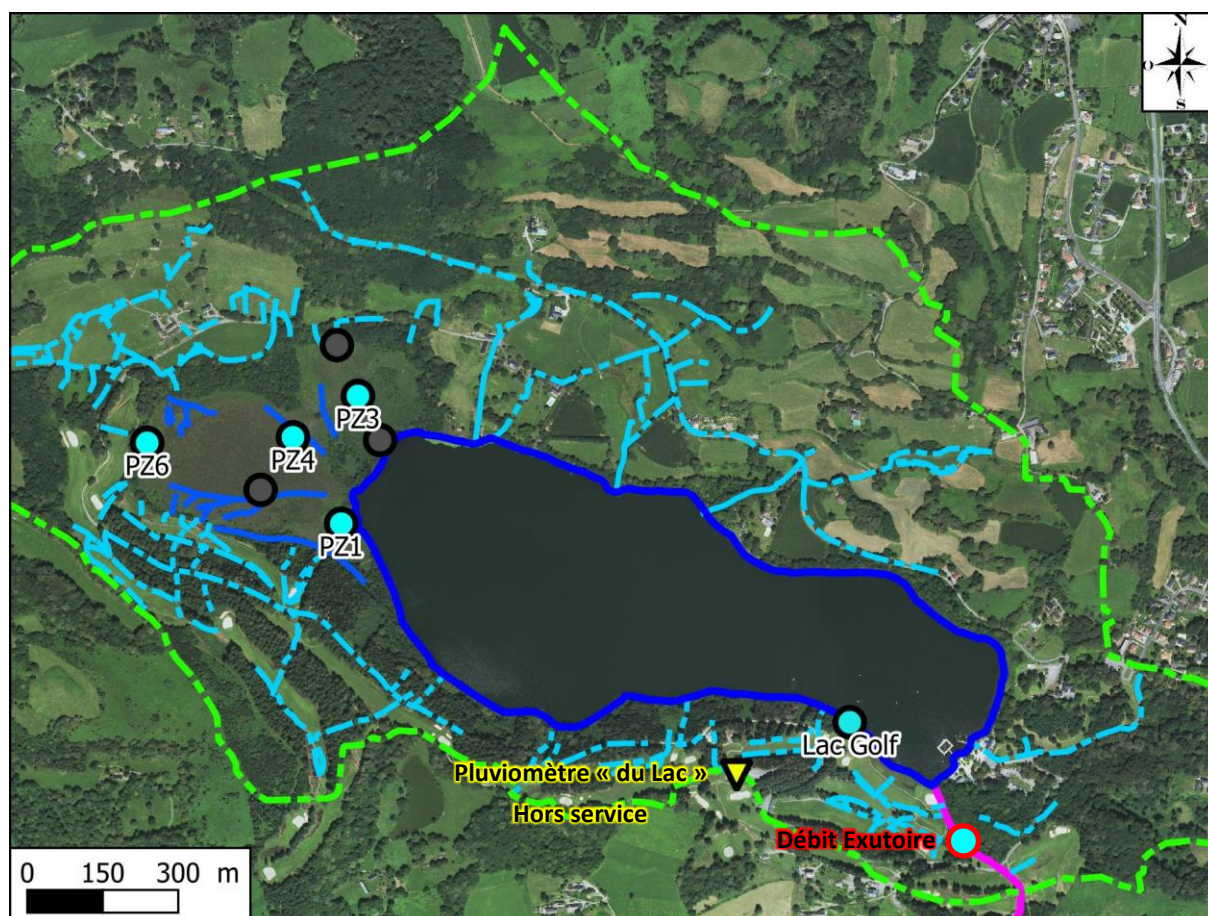 N
O
S
PZ3
PZ4
PZ6
PZ1
Lac Golf
Pluviomètre « du Lac »
Hors service
Débit Exutoire
0 150 300 m